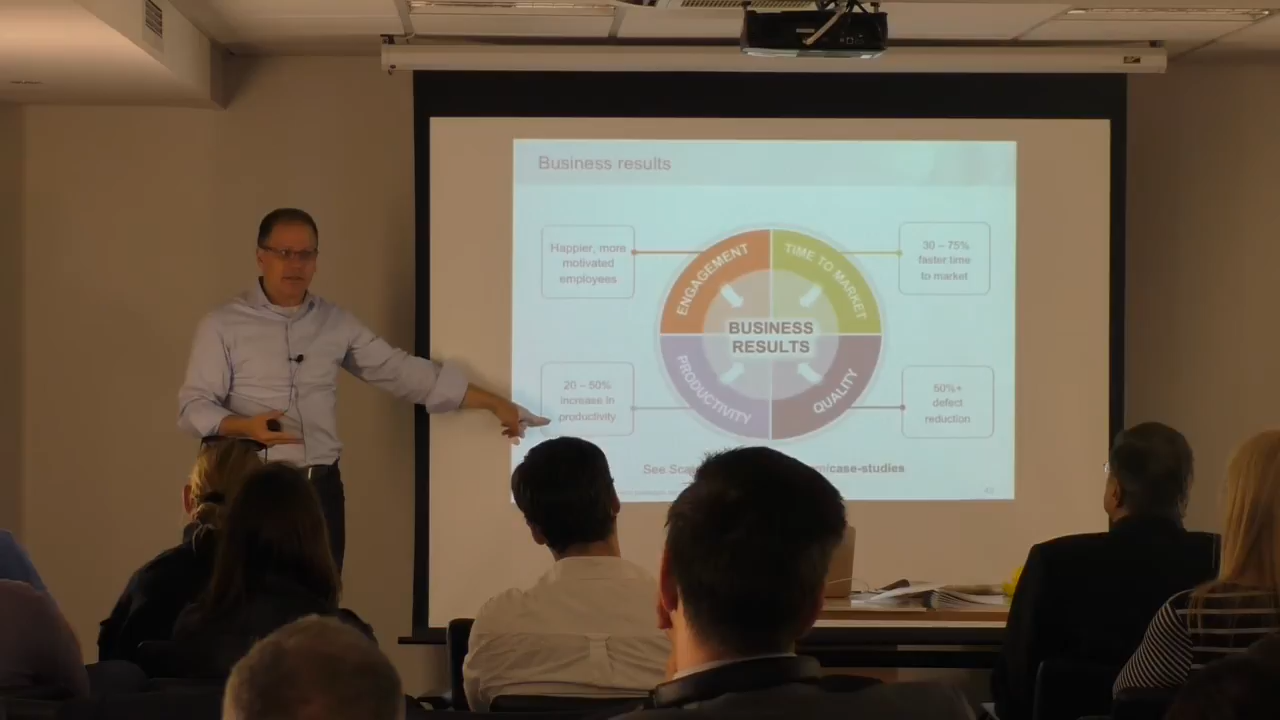 Business results
Happier, more
motivated
employees
ENGAGEMENT
TIME TO MARKET
30 – 75%
faster time
to market
BUSINESS
RESULTS
20 – 50%
increase in
productivity
PRODUCTIVITY
QUALITY
50%+
defect
reduction
See
/case-studies